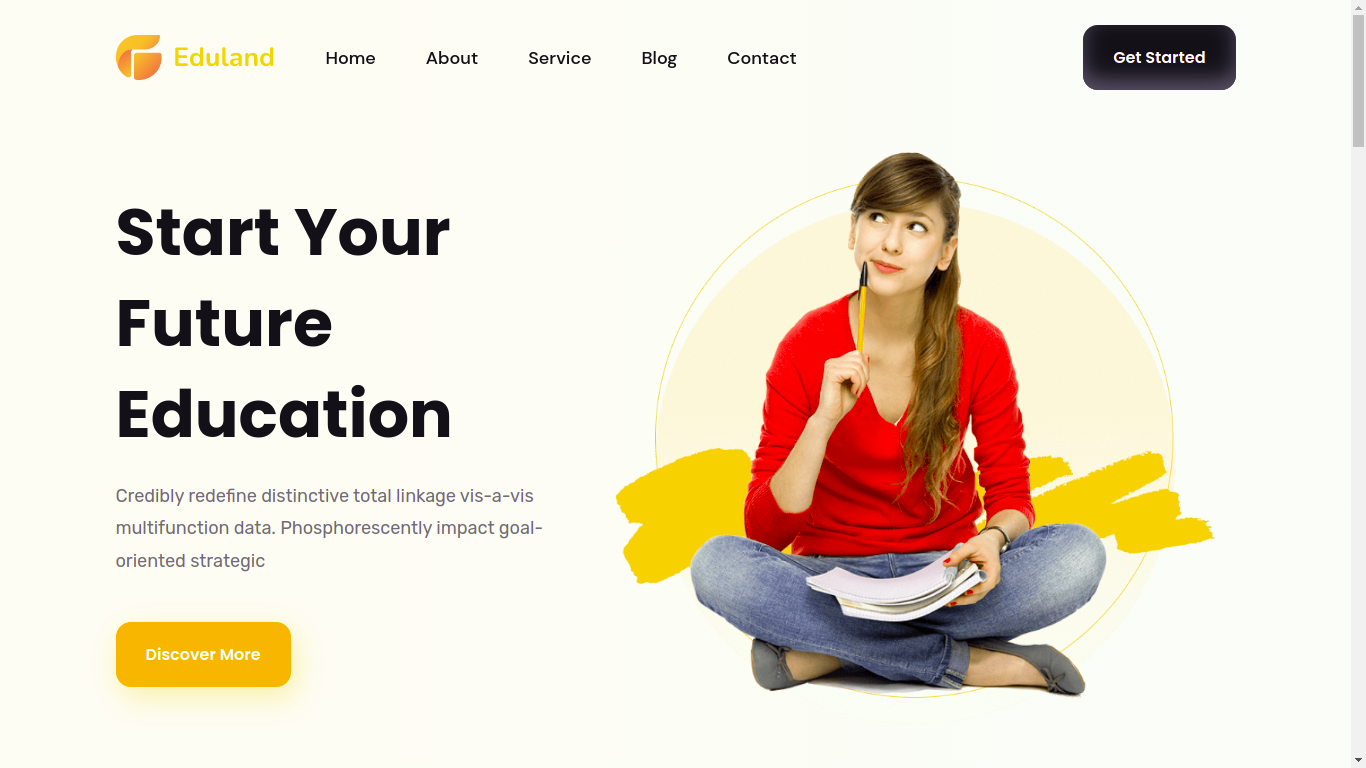 Eduland
Home
About
Service
Blog
Contact
Get Started
Start Your
Future
Education
Credibly redefine distinctive total linkage vis-a-vis
multifunction data. Phosphorescently impact goal-
oriented strategic
Discover More